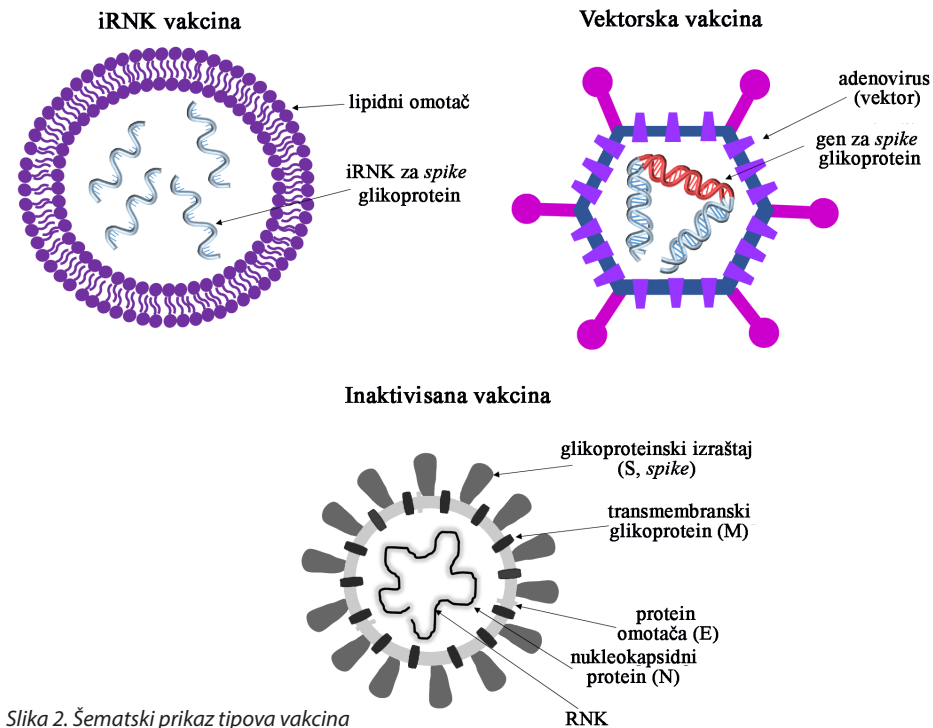 iRNK vakcina
lipidni omotač
iRNK za spike
glikoprotein
Vektorska vakcina
adenovirus
(vektor)
gen za spike
glikoprotein
Inaktivisana vakcina
glikoproteinski izraštaj
(S, spike)
transmembranski
glikoprotein (M)
protein
omotača (E)
nukleokapsidni
protein (N)
RNK
Slika 2. Šematski prikaz tipova vakcina